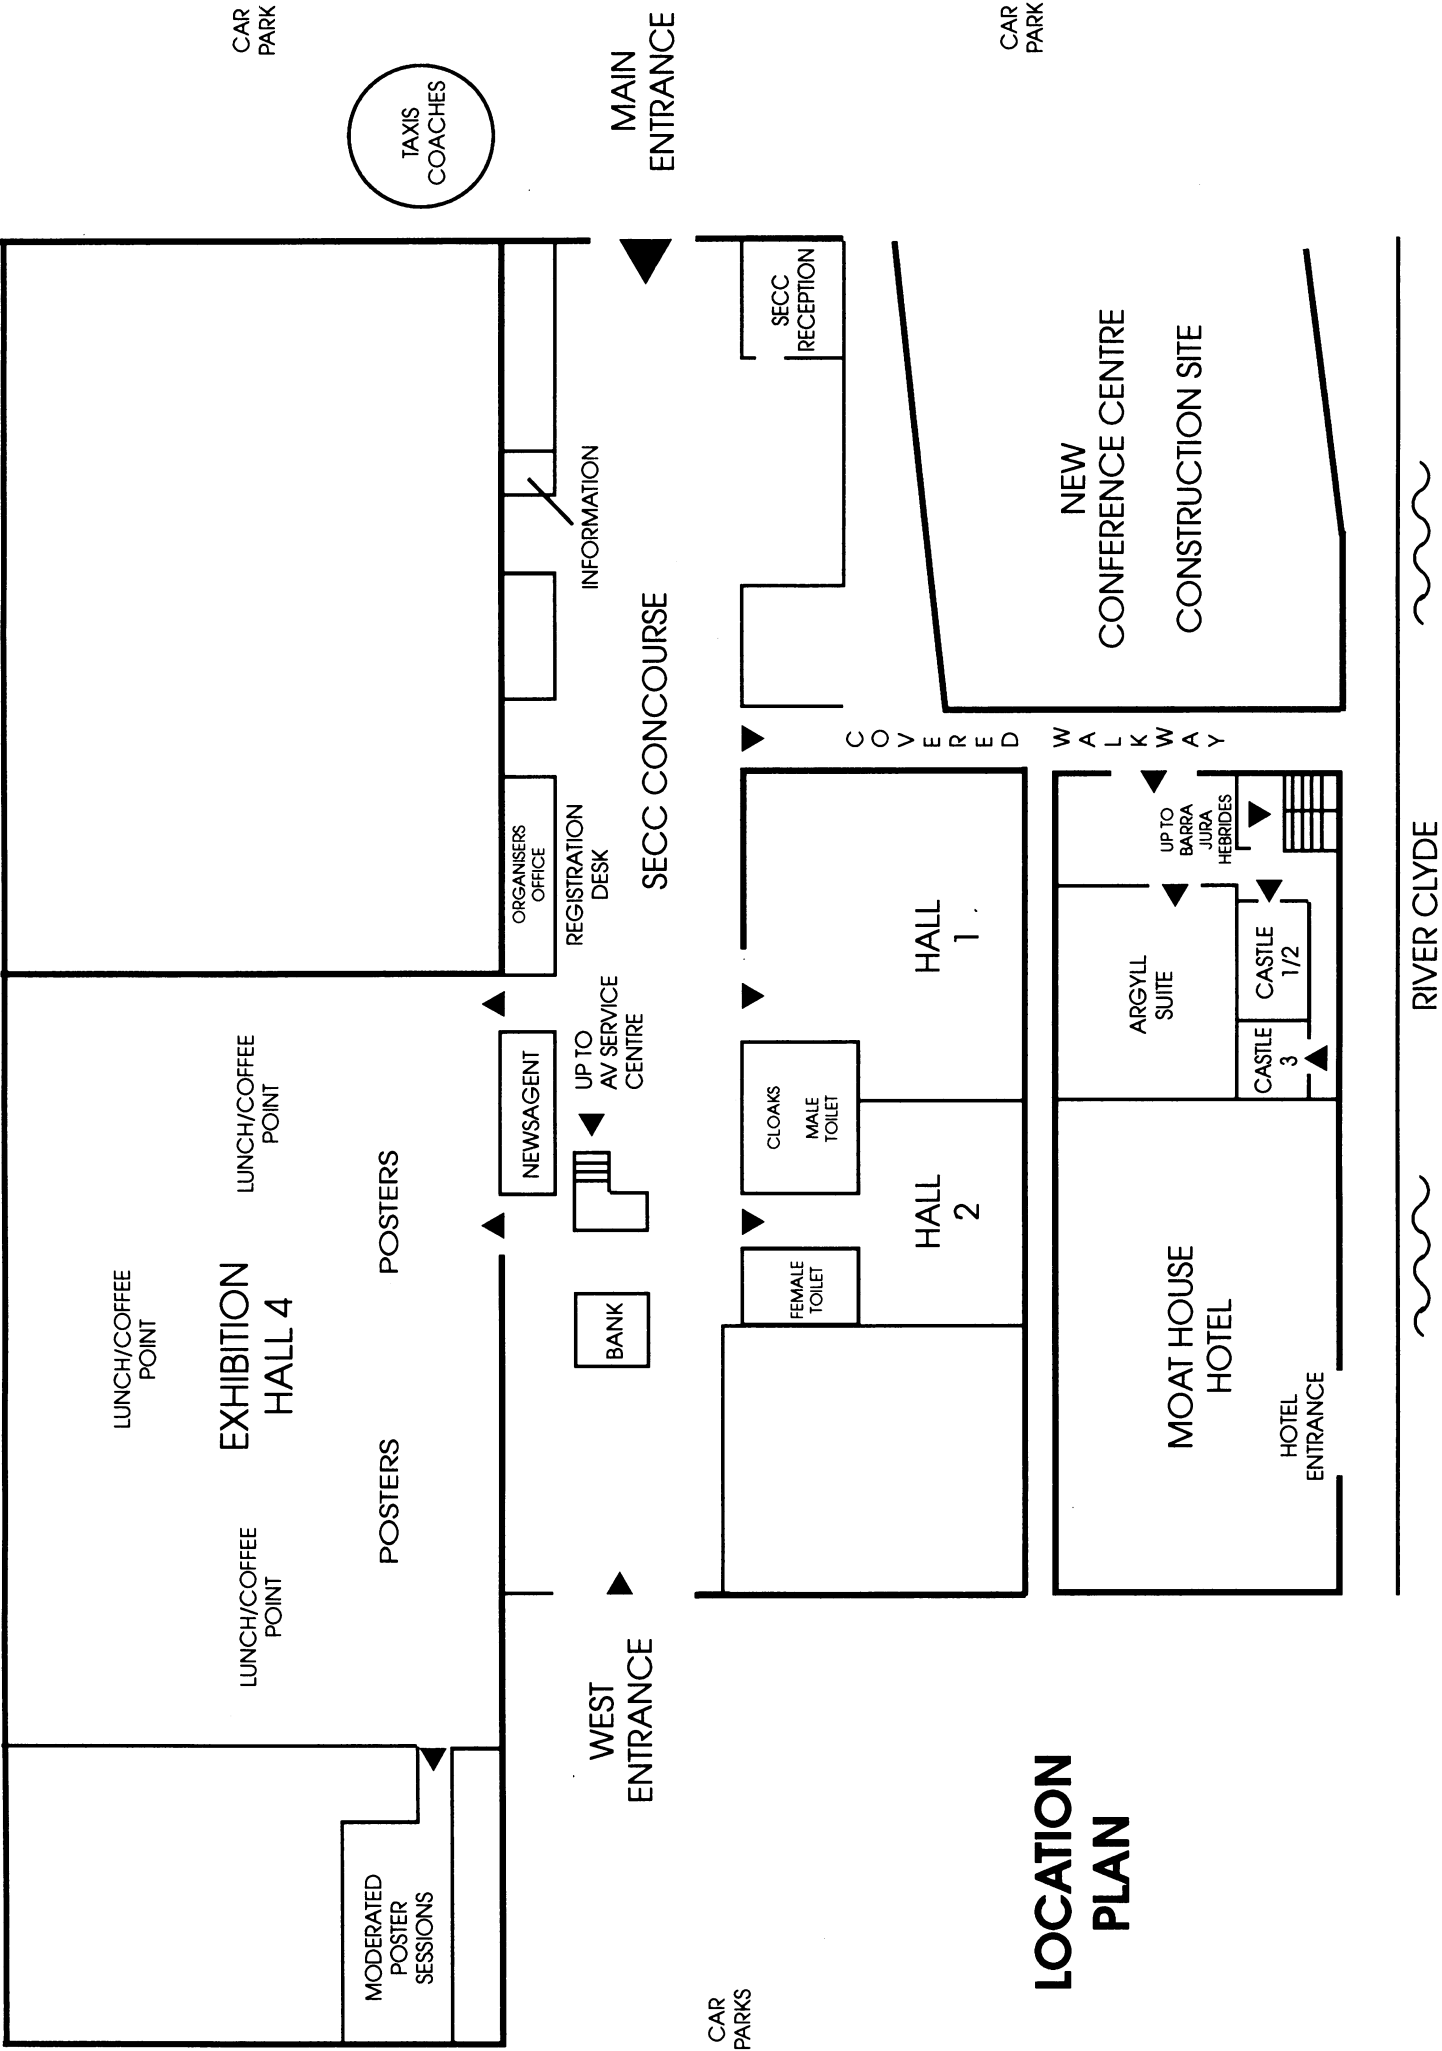 CAR
PARK
TAXIS
COACHES
MAIN
ENTRANCE
CAR
PARK
SECC
RECEPTION
INFORMATION
NEW
CONFERENCE CENTRE
CONSTRUCTION SITE
SECC CONCOURSE
COVERED WALKWAY
ORGANISERS
OFFICE
REGISTRATION
DESK
UP TO
BARRA
JURA
HEBRIDES
HALL
1
ARGYLL
SUITE
CASTLE
1/2
CASTLE
3
RIVER CLYDE
LUNCH/COFFEE
POINT
NEWSAGENT
UP TO
AV SERVICE
CENTRE
CLOAKS
MALE
TOILET
POSTERS
HALL
2
LUNCH/COFFEE
POINT
EXHIBITION
HALL 4
BANK
FEMALE
TOILET
MOAT HOUSE
HOTEL
HOTEL
ENTRANCE
POSTERS
LUNCH/COFFEE
POINT
WEST
ENTRANCE
MODERATED
POSTER
SESSIONS
CAR
PARKS
LOCATION
PLAN